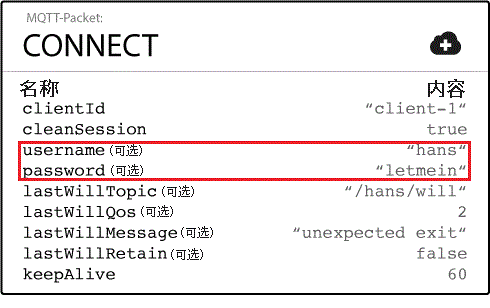 MQTT-Packet:
CONNECT
名称 内容
clientId “client-1“
cleanSession true
username(可选) “hans“
password(可选) “letmein“
lastWillTopic(可选) “/hans/will“
lastWillQos(可选) 2
lastWillMessage(可选) “unexpected exit“
lastWillRetain(可选) false
keepAlive 60